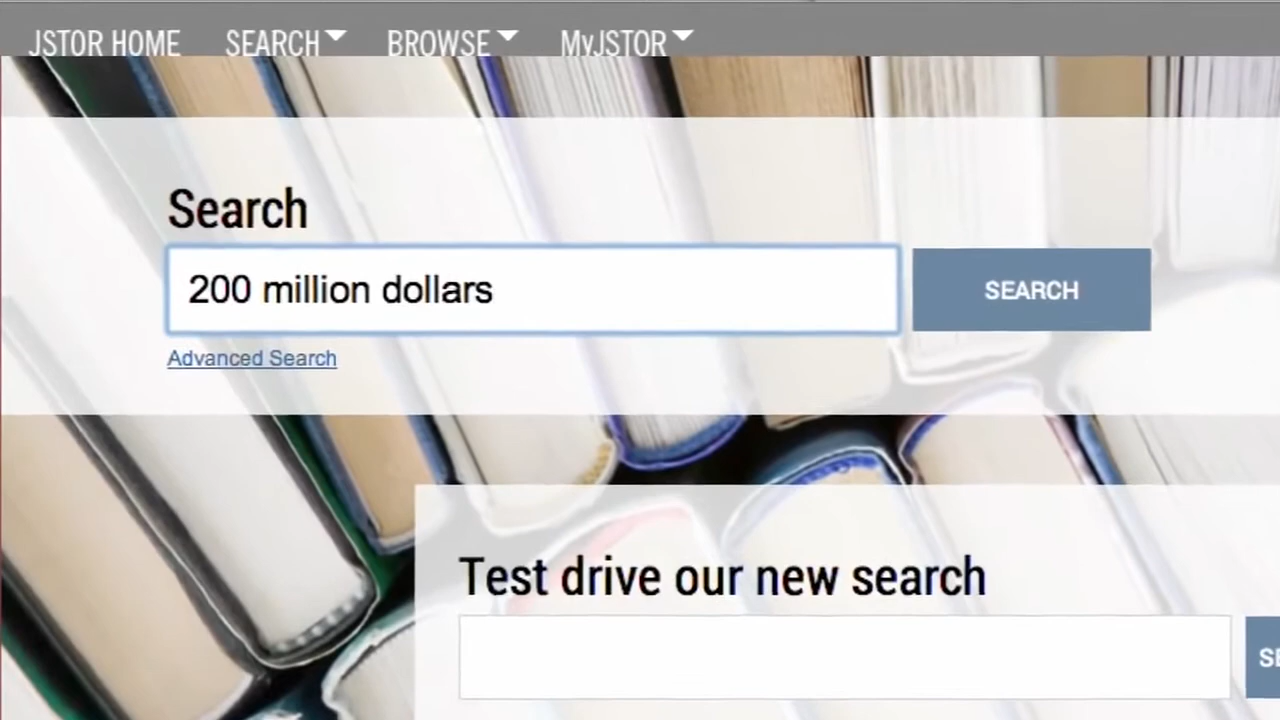 JSTOR HOME SEARCH BROWSE MyJSTOR
Search
200 million dollars
SEARCH
Advanced Search
Test drive our new search